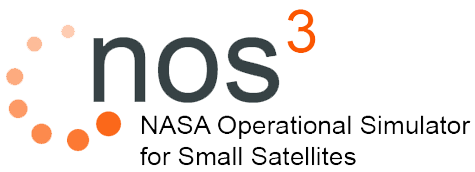 nos³
NASA Operational Simulator
for Small Satellites